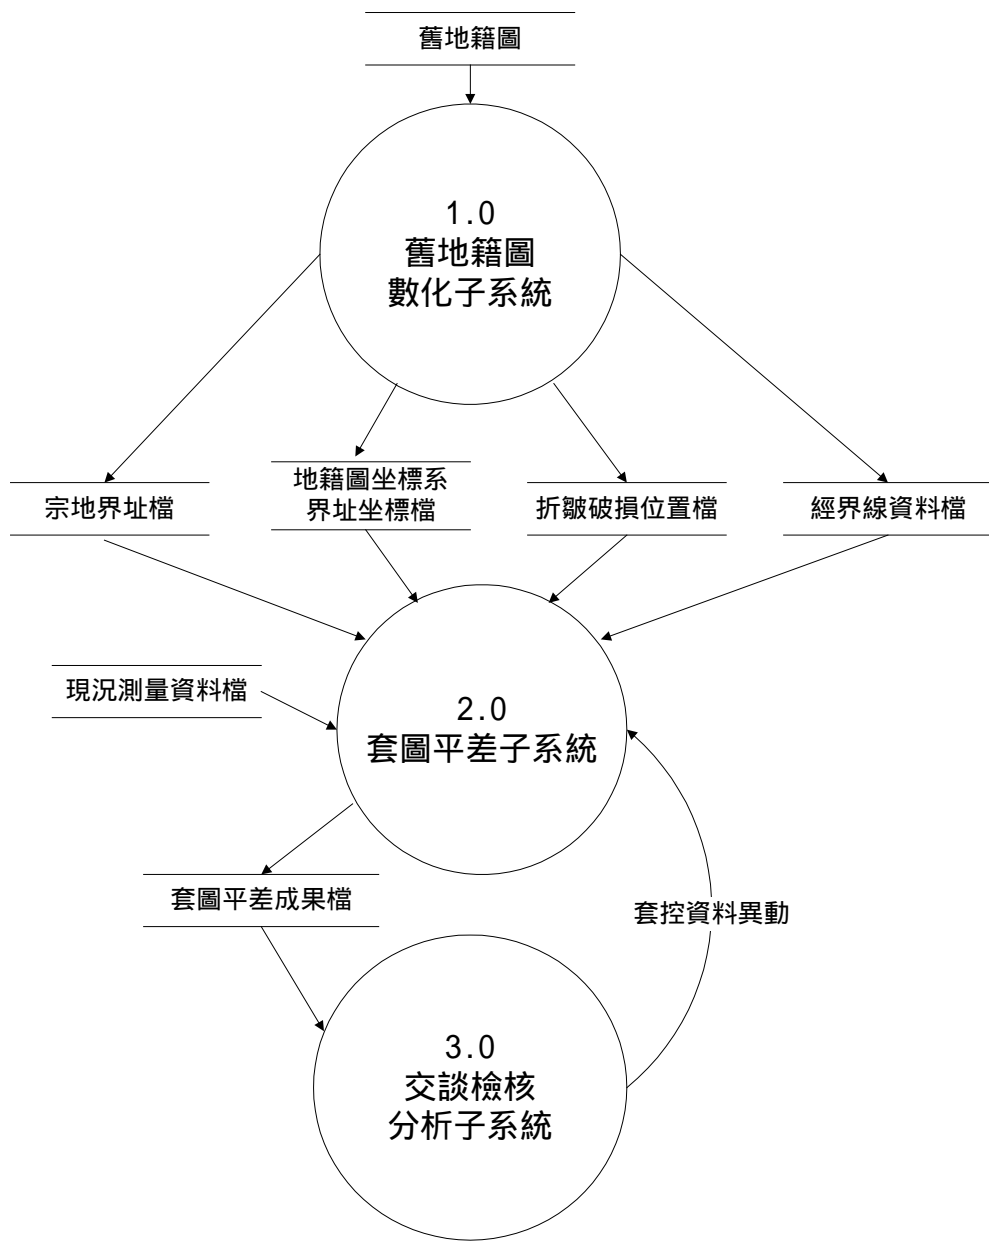 舊地籍圖
1.0
舊地籍圖
數化子系統
宗地界址檔
地籍圖坐標系
界址坐標檔
折皺破損位置檔
經界線資料檔
現況測量資料檔
2.0
套圖平差子系統
套圖平差成果檔
套控資料異動
3.0
交談檢核
分析子系統